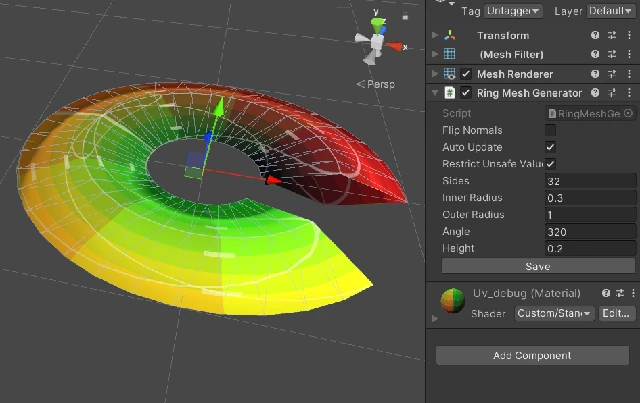 y
x
Persp
Tag Untagged Layer Default
Transform
(Mesh Filter)
Mesh Renderer
Ring Mesh Generator
Script RingMeshGe
Flip Normals
Auto Update
Restrict Unsafe Valu
Sides 32
Inner Radius 0.3
Outer Radius 1
Angle 320
Height 0.2
Save
Uv_debug (Material)
Shader Custom/Stan Edit...
Add Component